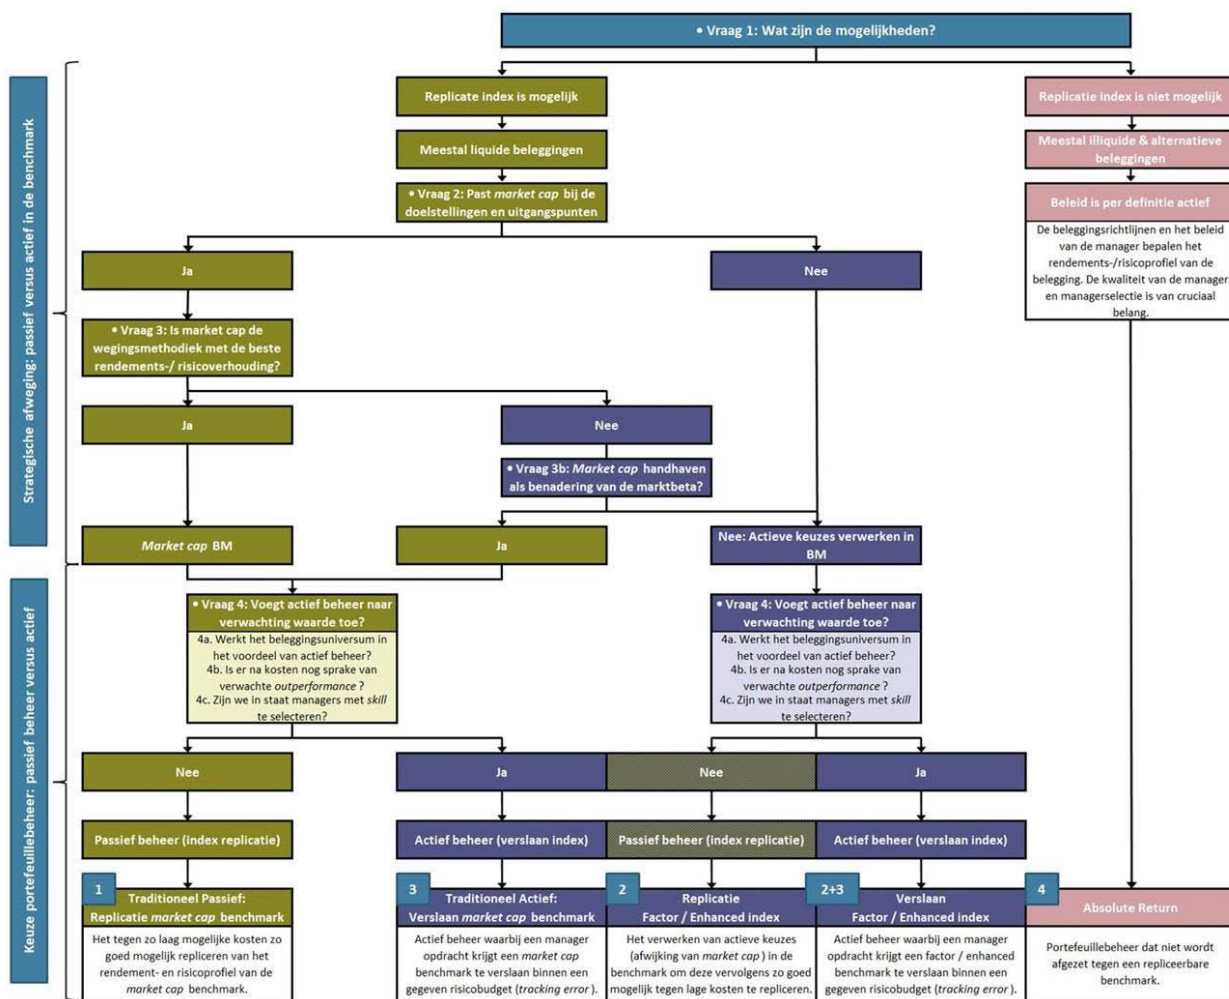 • Vraag 1: Wat zijn de mogelijkheden?
Strategische afweging: passief versus actief in de benchmark
Replicate index is mogelijk
Replicatie index is niet mogelijk
Meestal liquide beleggingen
Meestal illiquide & alternatieve
beleggingen
• Vraag 2: Past market cap bij de
doelstellingen en uitgangspunten
Beleid is per definitie actief
De beleggingsrichtlijnen en het beleid
van de manager bepalen het
rendements-/risicoprofiel van de
belegging. De kwaliteit van de manager
en managerselectie is van cruciaal
belang.
Ja
Nee
• Vraag 3: Is market cap de
wegingsmethodiek met de beste
rendements-/ risicoverhouding?
Ja
Nee
• Vraag 3b: Market cap handhaven
als benadering van de marktbeta?
Market cap BM
Ja
Nee: Actieve keuzes verwerken in
BM
Keuze portefeuillebeheer: passief beheer versus actief
• Vraag 4: Voegt actief beheer naar
verwachting waarde toe?
4a. Werkt het beleggingsuniversum in
het voordeel van actief beheer?
4b. Is er na kosten nog sprake van
verwachte outperformance ?
4c. Zijn we in staat managers met skill
te selecteren?
• Vraag 4: Voegt actief beheer naar
verwachting waarde toe?
4a. Werkt het beleggingsuniversum in
het voordeel van actief beheer?
4b. Is er na kosten nog sprake van
verwachte outperformance ?
4c. Zijn we in staat managers met skill
te selecteren?
Nee
Ja
Nee
Ja
Passief beheer (index replicatie)
Actief beheer (verslaan index)
Passief beheer (index replicatie)
Actief beheer (verslaan index)
1
Traditioneel Passief:
Replicatie market cap benchmark
Het tegen zo laag mogelijke kosten zo
goed mogelijk repliceren van het
rendement- en risicoprofiel van de
market cap benchmark.
3
Traditioneel Actief:
Verslaan market cap benchmark
Actief beheer waarbij een manager
opdracht krijgt een market cap
benchmark te verslaan binnen een
gegeven risicobudget (tracking error ).
2
Replicatie
Factor / Enhanced index
Het verwerken van actieve keuzes
(afwijking van market cap ) in de
benchmark om deze vervolgens zo goed
mogelijk tegen lage kosten te repliceren.
2+3
Verslaan
Factor / Enhanced index
Actief beheer waarbij een manager
opdracht krijgt een factor / enhanced
benchmark te verslaan binnen een
gegeven risicobudget (tracking error ).
4
Absolute Return
Portefeuillebeheer dat niet wordt
afgezet tegen een repliceerbare
benchmark.